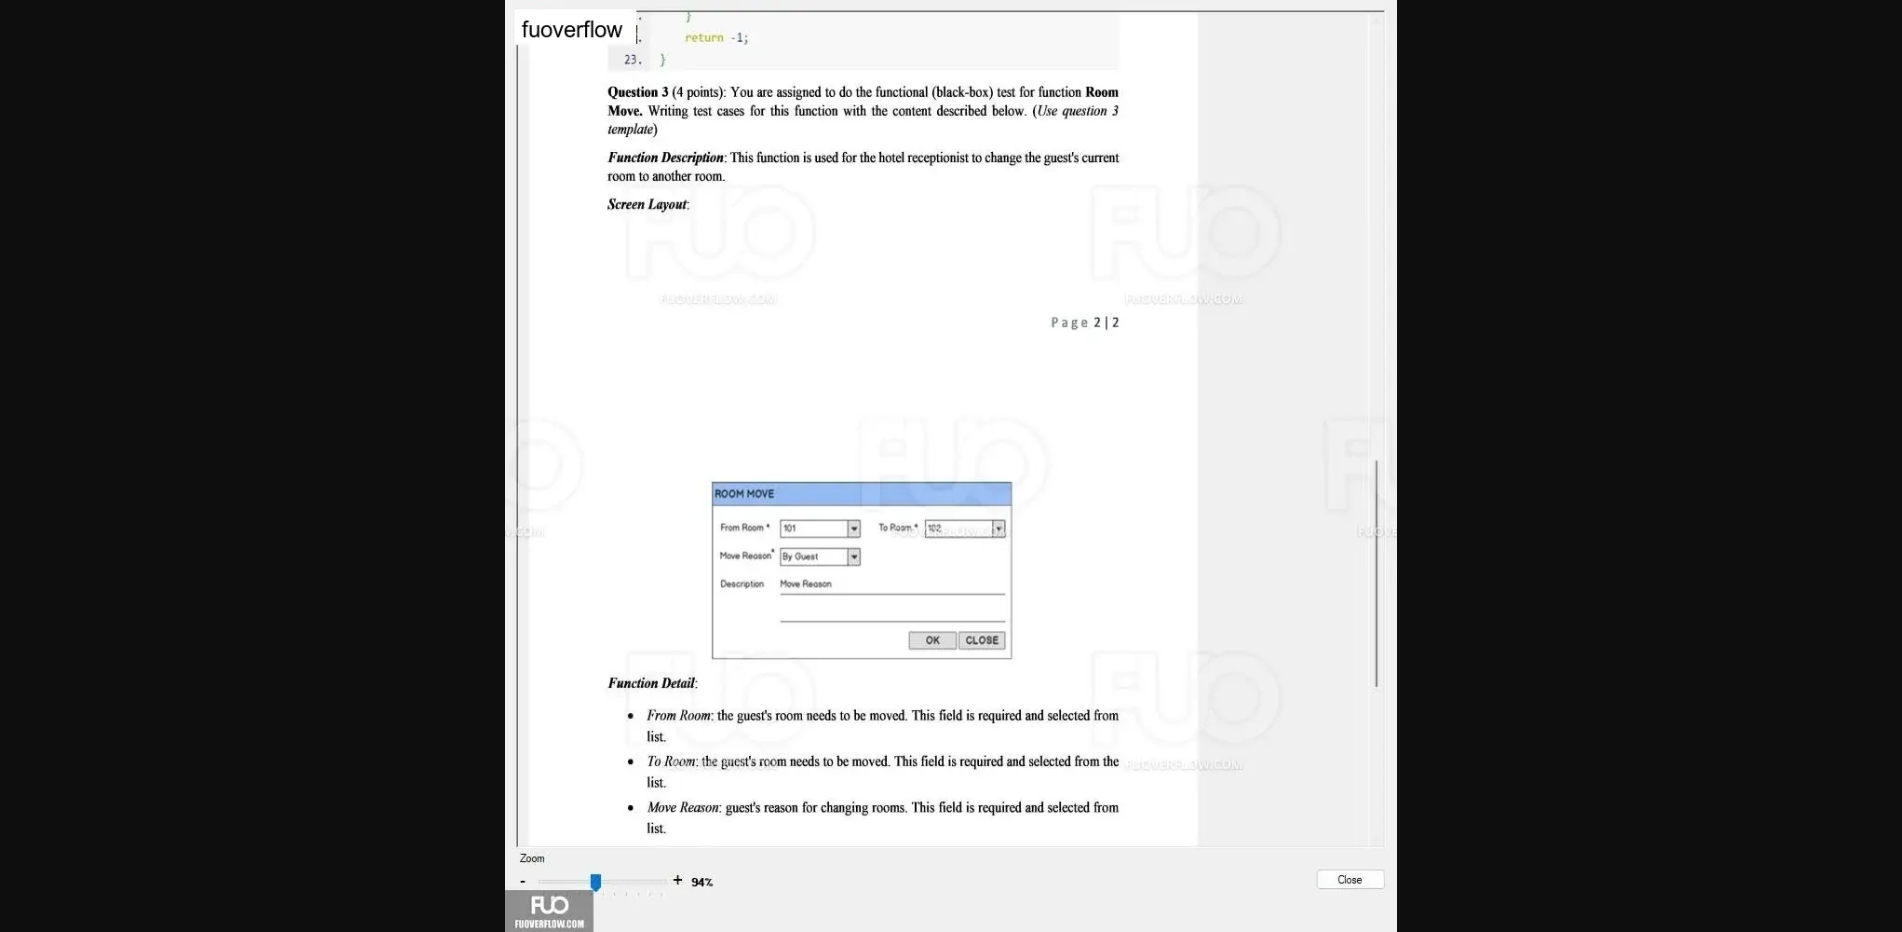 fuoverflow
}
return -1;
23. }
Question 3 (4 points): You are assigned to do the functional (black-box) test for function Room
Move. Writing test cases for this function with the content described below. (Use question 3
template)
Function Description: This function is used for the hotel receptionist to change the guest's current
room to another room.
Screen Layout:
FUO FUO
FUOVERFLOW.COM FUOVERFLOW.COM
Page 2|2
FUO
ROOM MOVE
From Room * 101 To Room * 102
Move Reason* By Guest
Description Move Reason
OK CLOSE
FUO FUO
Function Detail:
• From Room: the guest's room needs to be moved. This field is required and selected from
list.
• To Room: the guest's room needs to be moved. This field is required and selected from the
list.
FUOVERFLOW.COM
• Move Reason: guest's reason for changing rooms. This field is required and selected from
list.
Zoom
- + 94%
Close
FUO
FUOVERFLOW.COM